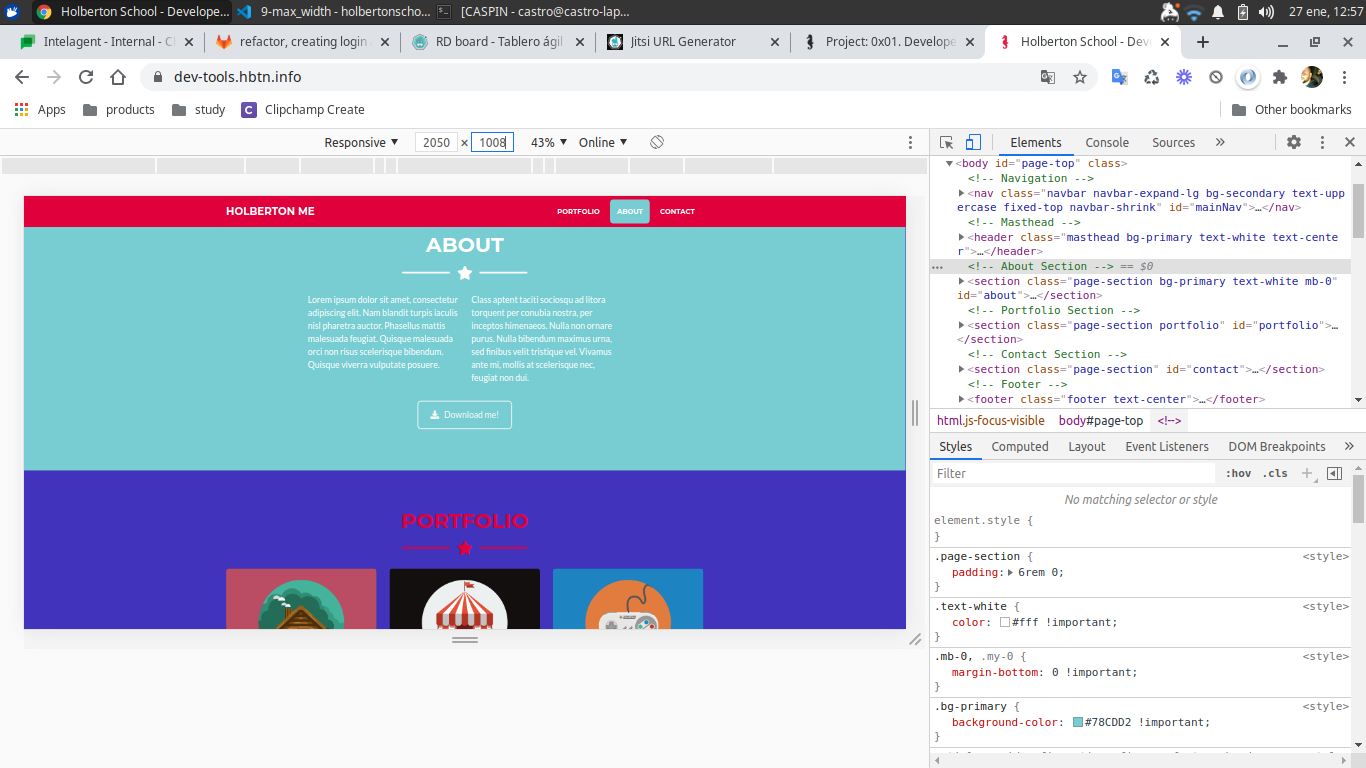 Holberton School - Develope...
9-max_width - holbertonscho...
[CASPIN - castro@castro-lap...
27 ene, 12:57
Intelagent - Internal - C
refactor, creating login
RD board - Tablero ágil
Jitsi URL Generator
Project: 0x01. Develope
Holberton School - Dev
dev-tools.hbtn.info
Apps
products
study
Clipchamp Create
Other bookmarks
Responsive
2050
×
1008
43%
Online
Elements
Console
Sources
HOLBERTON ME
PORTFOLIO
ABOUT
CONTACT
ABOUT
Lorem ipsum dolor sit amet, consectetur
adipiscing elit. Nam blandit turpis iaculis
nisl pharetra auctor. Phasellus mattis
malesuada feugiat. Quisque malesuada
orci non risus scelerisque bibendum.
Quisque viverra vulputate posuere.
Class aptent taciti sociosqu ad litora
torquent per conubia nostra, per
inceptos himenaeos. Nulla non ornare
purus. Nulla bibendum maximus urna,
sed finibus velit tristique vel. Vivamus
ante mi, mollis at scelerisque nec,
feugiat non dui.
Download me!
PORTFOLIO
<body id="page-top" class>
<!-- Navigation -->
<nav class="navbar navbar-expand-lg bg-secondary text-upp
ercase fixed-top navbar-shrink" id="mainNav">…</nav>
<!-- Masthead -->
<header class="masthead bg-primary text-white text-cente
r">…</header>
<!-- About Section --> == $0
<section class="page-section bg-primary text-white mb-0"
id="about">…</section>
<!-- Portfolio Section -->
<section class="page-section portfolio" id="portfolio">…
</section>
<!-- Contact Section -->
<section class="page-section" id="contact">…</section>
<!-- Footer -->
<footer class="footer text-center">…</footer>
html.js-focus-visible
body#page-top
<!-->
Styles
Computed
Layout
Event Listeners
DOM Breakpoints
Filter
:hov
.cls
No matching selector or style
element.style {
}
.page-section {
<style>
padding: 6rem 0;
}
.text-white {
<style>
color: #fff !important;
}
.mb-0, .my-0 {
<style>
margin-bottom: 0 !important;
}
.bg-primary {
<style>
background-color: #78CDD2 !important;
}